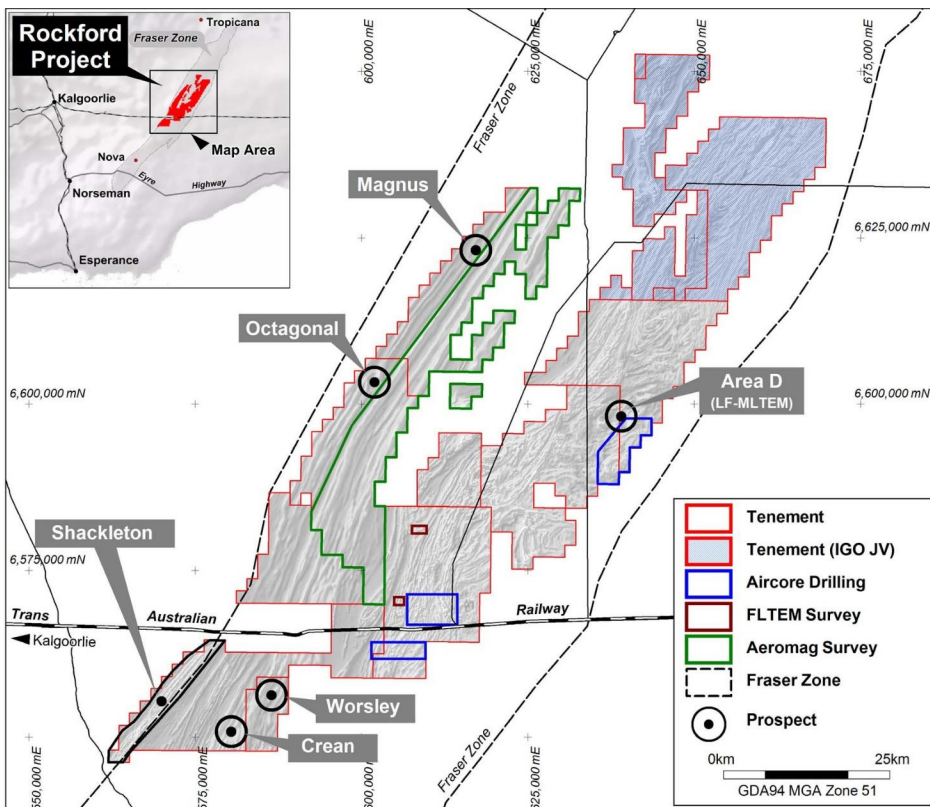 Rockford
Project
Tropicana
Fraser Zone
Kalgoorlie
Map Area
Nova
Eyre
Highway
Norseman
Esperance
600,000 mE
625,000 mE
650,000 mE
675,000 mE
Fraser Zone
Magnus
6,625,000 mN
6,625,000 mN
Octagonal
6,600,000 mN
6,600,000 mN
Area D
(LF-MLTEM)
Shackleton
6,575,000 mN
Trans
Australian
Railway
Kalgoorlie
Worsley
Crean
Fraser Zone
550,000 mE
575,000 mE
600,000 mE
625,000 mE
Tenement
Tenement (IGO JV)
Aircore Drilling
FLTEM Survey
Aeromag Survey
Fraser Zone
Prospect
0km
25km
GDA94 MGA Zone 51